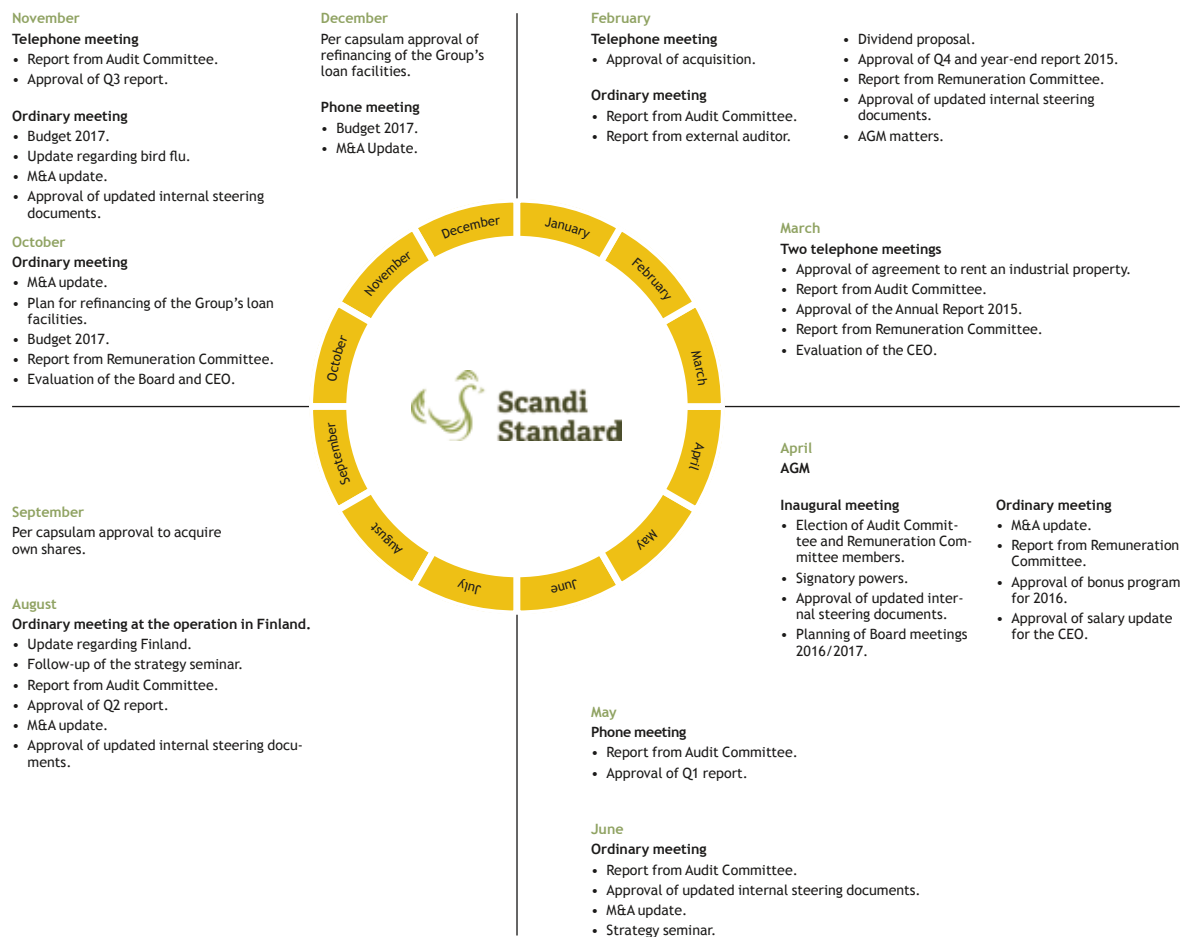 November
Telephone meeting
• Report from Audit Committee.
• Approval of Q3 report.
Ordinary meeting
• Budget 2017.
• Update regarding bird flu.
• M&A update.
• Approval of updated internal steering
documents.
December
Per capsulam approval of
refinancing of the Group's
loan facilities.
Phone meeting
• Budget 2017.
• M&A Update.
February
Telephone meeting
• Approval of acquisition.
Ordinary meeting
• Report from Audit Committee.
• Report from external auditor.
• Dividend proposal.
• Approval of Q4 and year-end report 2015.
• Report from Remuneration Committee.
• Approval of updated internal steering
documents.
• AGM matters.
October
Ordinary meeting
• M&A update.
• Plan for refinancing of the Group's loan
facilities.
• Budget 2017.
• Report from Remuneration Committee.
• Evaluation of the Board and CEO.
March
Two telephone meetings
• Approval of agreement to rent an industrial property.
• Report from Audit Committee.
• Approval of the Annual Report 2015.
• Report from Remuneration Committee.
• Evaluation of the CEO.
January
February
March
April
May
June
July
August
September
October
November
December
Scandi
Standard
September
Per capsulam approval to acquire
own shares.
August
Ordinary meeting at the operation in Finland.
• Update regarding Finland.
• Follow-up of the strategy seminar.
• Report from Audit Committee.
• Approval of Q2 report.
• M&A update.
• Approval of updated internal steering docu-
ments.
April
AGM
Inaugural meeting
• Election of Audit Commit-
tee and Remuneration Com-
mittee members.
• Signatory powers.
• Approval of updated inter-
nal steering documents.
• Planning of Board meetings
2016/2017.
Ordinary meeting
• M&A update.
• Report from Remuneration
Committee.
• Approval of bonus program
for 2016.
• Approval of salary update
for the CEO.
May
Phone meeting
• Report from Audit Committee.
• Approval of Q1 report.
June
Ordinary meeting
• Report from Audit Committee.
• Approval of updated internal steering documents.
• M&A update.
• Strategy seminar.